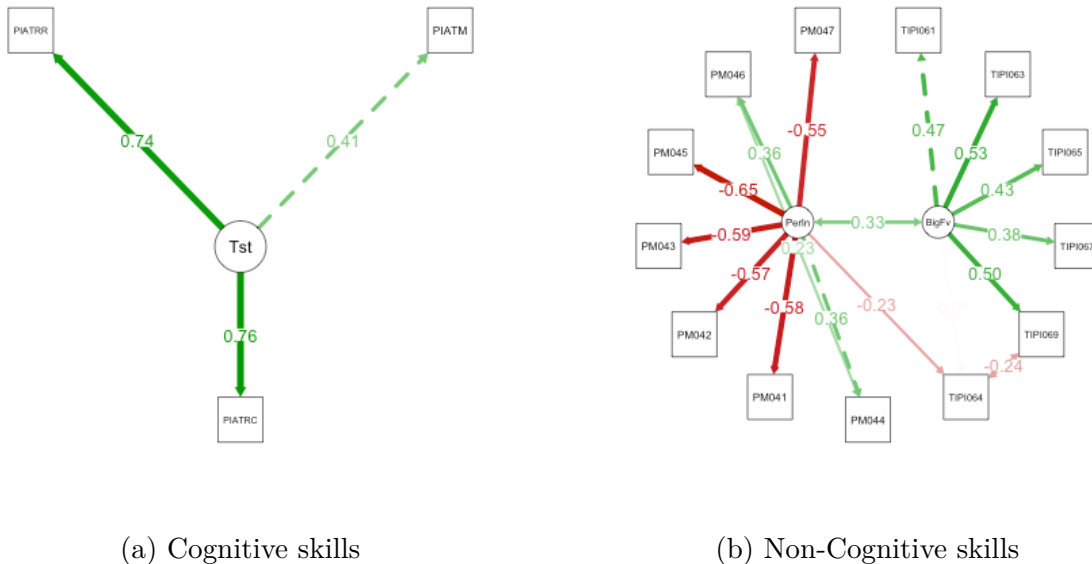 PIATRR
PIATM
0.74
0.41
Tst
0.76
PIATRC
(a) Cognitive skills
PM047
TIPI061
PM046
TIPI063
-0.55
0.47
0.36
0.53
PM045
TIPI065
-0.65
0.43
PerIn
0.33
BigFv
PM043
-0.59
0.23
0.38
TIPI067
-0.57
0.50
-0.58
0.36
-0.23
PM042
TIPI069
-0.24
PM041
PM044
TIPI064
(b) Non-Cognitive skills